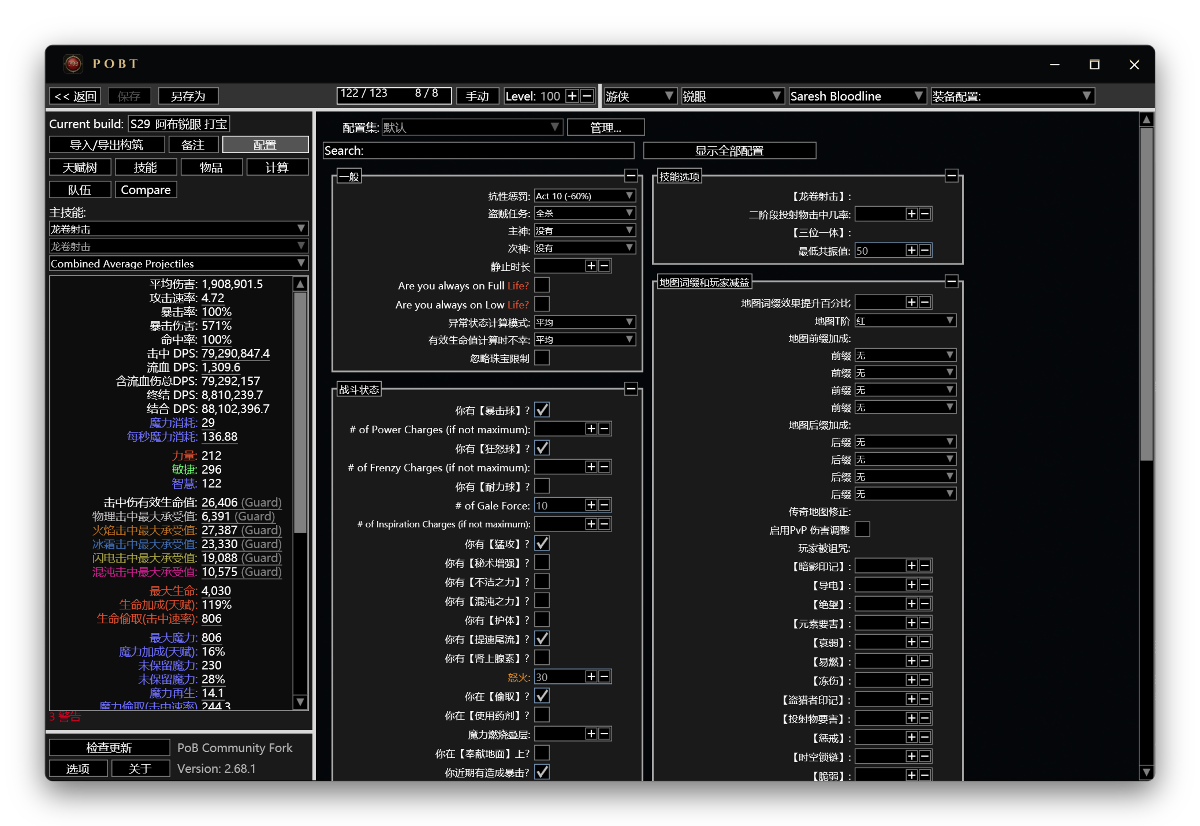 POBT
<< 返回 保存 另存为 122 / 123 8 / 8 手动 Level: 100 游侠 锐眼 Saresh Bloodline 装备配置:
Current build: S29 阿布锐眼 打宝
导入/导出构筑 备注 配置
天赋树 技能 物品 计算
队伍 Compare
主技能:
龙卷射击
龙卷射击
Combined Average Projectiles
平均伤害: 1,908,901.5
攻击速率: 4.72
暴击率: 100%
暴击伤害: 571%
命中率: 100%
击中 DPS: 79,290,847.4
流血 DPS: 1,309.6
含流血伤总DPS: 79,292,157
终结 DPS: 8,810,239.7
结合 DPS: 88,102,396.7
魔力消耗: 29
每秒魔力消耗: 136.88
力量: 212
敏捷: 296
智慧: 122
击中伤有效生命值: 26,406 (Guard)
物理击中最大承受值: 6,391 (Guard)
火焰击中最大承受值: 27,387 (Guard)
冰霜击中最大承受值: 23,330 (Guard)
闪电击中最大承受值: 19,088 (Guard)
混沌击中最大承受值: 10,575 (Guard)
最大生命: 4,030
生命加成(天赋): 119%
生命偷取(击中速率): 806
最大魔力: 806
魔力加成(天赋): 16%
未保留魔力: 230
未保留魔力: 28%
魔力再生: 14.1
魔力偷取(击中速率) 244.3
3 警告
检查更新 PoB Community Fork
选项 关于 Version: 2.68.1
配置集: 默认 管理...
Search: 显示全部配置
一般
抗性惩罚: Act 10 (-60%)
盗贼任务: 全杀
主神: 没有
次神: 没有
静止时长
Are you always on Full Life?
Are you always on Low Life?
异常状态计算模式: 平均
有效生命值计算时不幸: 平均
忽略珠宝限制
战斗状态
你有【暴击球】?
# of Power Charges (if not maximum):
你有【狂怒球】?
# of Frenzy Charges (if not maximum):
你有【耐力球】?
# of Gale Force: 10
# of Inspiration Charges (if not maximum):
你有【猛攻】?
你有【秘术增强】?
你有【不洁之力】?
你有【混沌之力】?
你有【护体】?
你有【提速尾流】?
你有【肾上腺素】?
怒火: 30
你在【偷取】?
你在【使用药剂】?
魔力燃烧叠层:
你在【奉献地面】上?
你近期有造成暴击?
技能选项
【龙卷射击】:
二阶段投射物击中几率:
【三位一体】:
最低共振值: 50
地图词缀和玩家减益
地图词缀效果提升百分比
地图T阶 红
地图前缀加成:
前缀 无
前缀 无
前缀 无
前缀 无
地图后缀加成:
后缀 无
后缀 无
后缀 无
后缀 无
传奇地图修正:
启用PvP 伤害调整
玩家被诅咒:
【暗影印记】:
【导电】:
【绝望】:
【元素要害】:
【衰弱】:
【易燃】:
【冻伤】:
【盗猎者印记】:
【投射物要害】:
【惩戒】:
【时空锁链】:
【脆弱】: